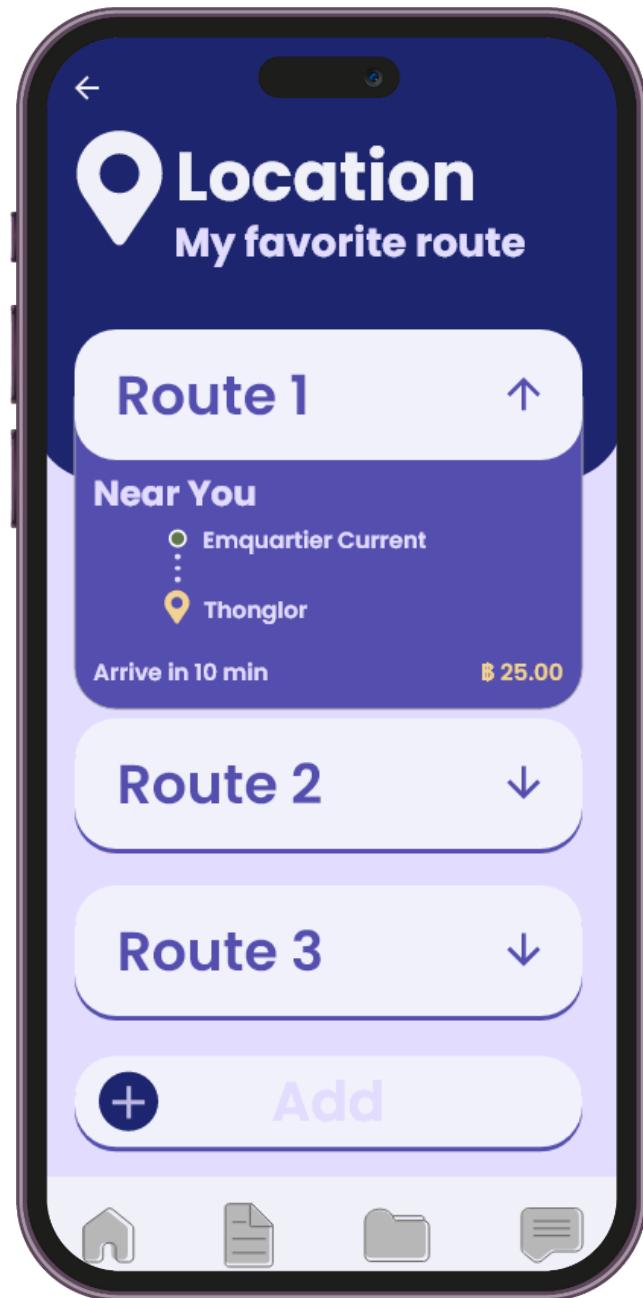 Location
My favorite route
Route 1
Near You
Emquartier Current
Thonglor
Arrive in 10 min
฿ 25.00
Route 2
Route 3
Add